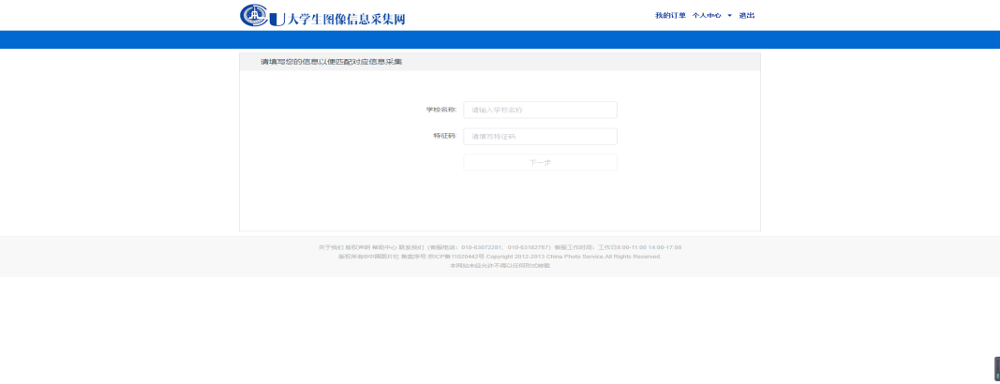 U大学生图像信息采集网
我的订单 个人中心 退出
请填写您的信息以便匹配对应信息采集
学校名称: 请输入学校名称
特征码: 请填写特征码
下一步
关于我们 版权声明 帮助中心 联系我们（客服电话：010-63072281、010-63182767）客服工作时间：工作日8:00-11:00 14:00-17:00
版权所有©中国图片社 备案序号:京ICP备11020442号 Copyright 2012-2013 China Photo Service.All Rights Reserved.
本网站未经允许不得以任何形式转载